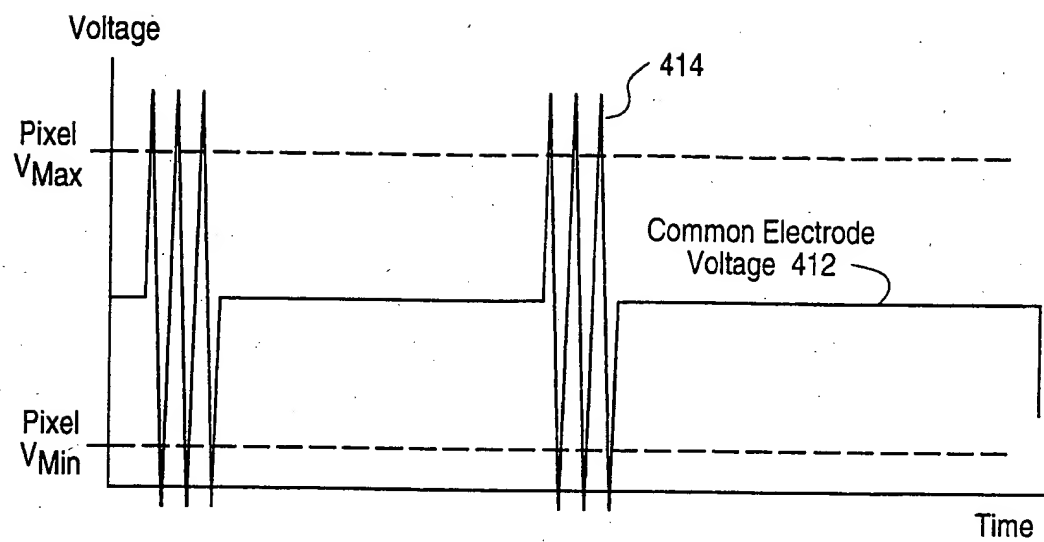 Voltage
414
Pixel
VMax
Common Electrode
Voltage 412
Pixel
VMin
Time